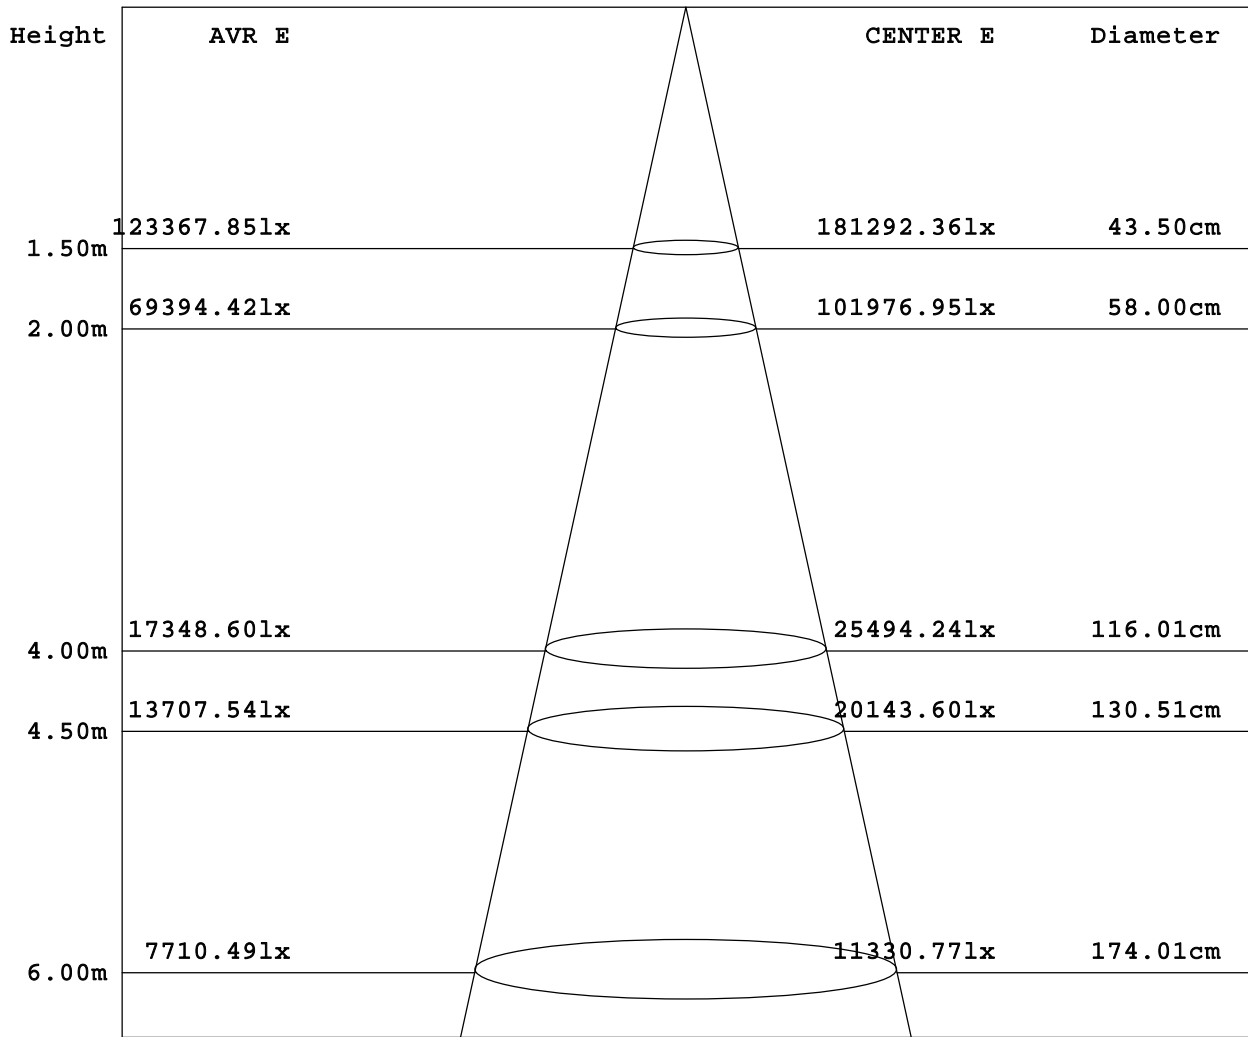 Height AVR E CENTER E Diameter
123367.85lx 181292.36lx 43.50cm
1.50m
69394.42lx 101976.95lx 58.00cm
2.00m
17348.60lx 25494.24lx 116.01cm
4.00m
13707.54lx 20143.60lx 130.51cm
4.50m
7710.49lx 11330.77lx 174.01cm
6.00m